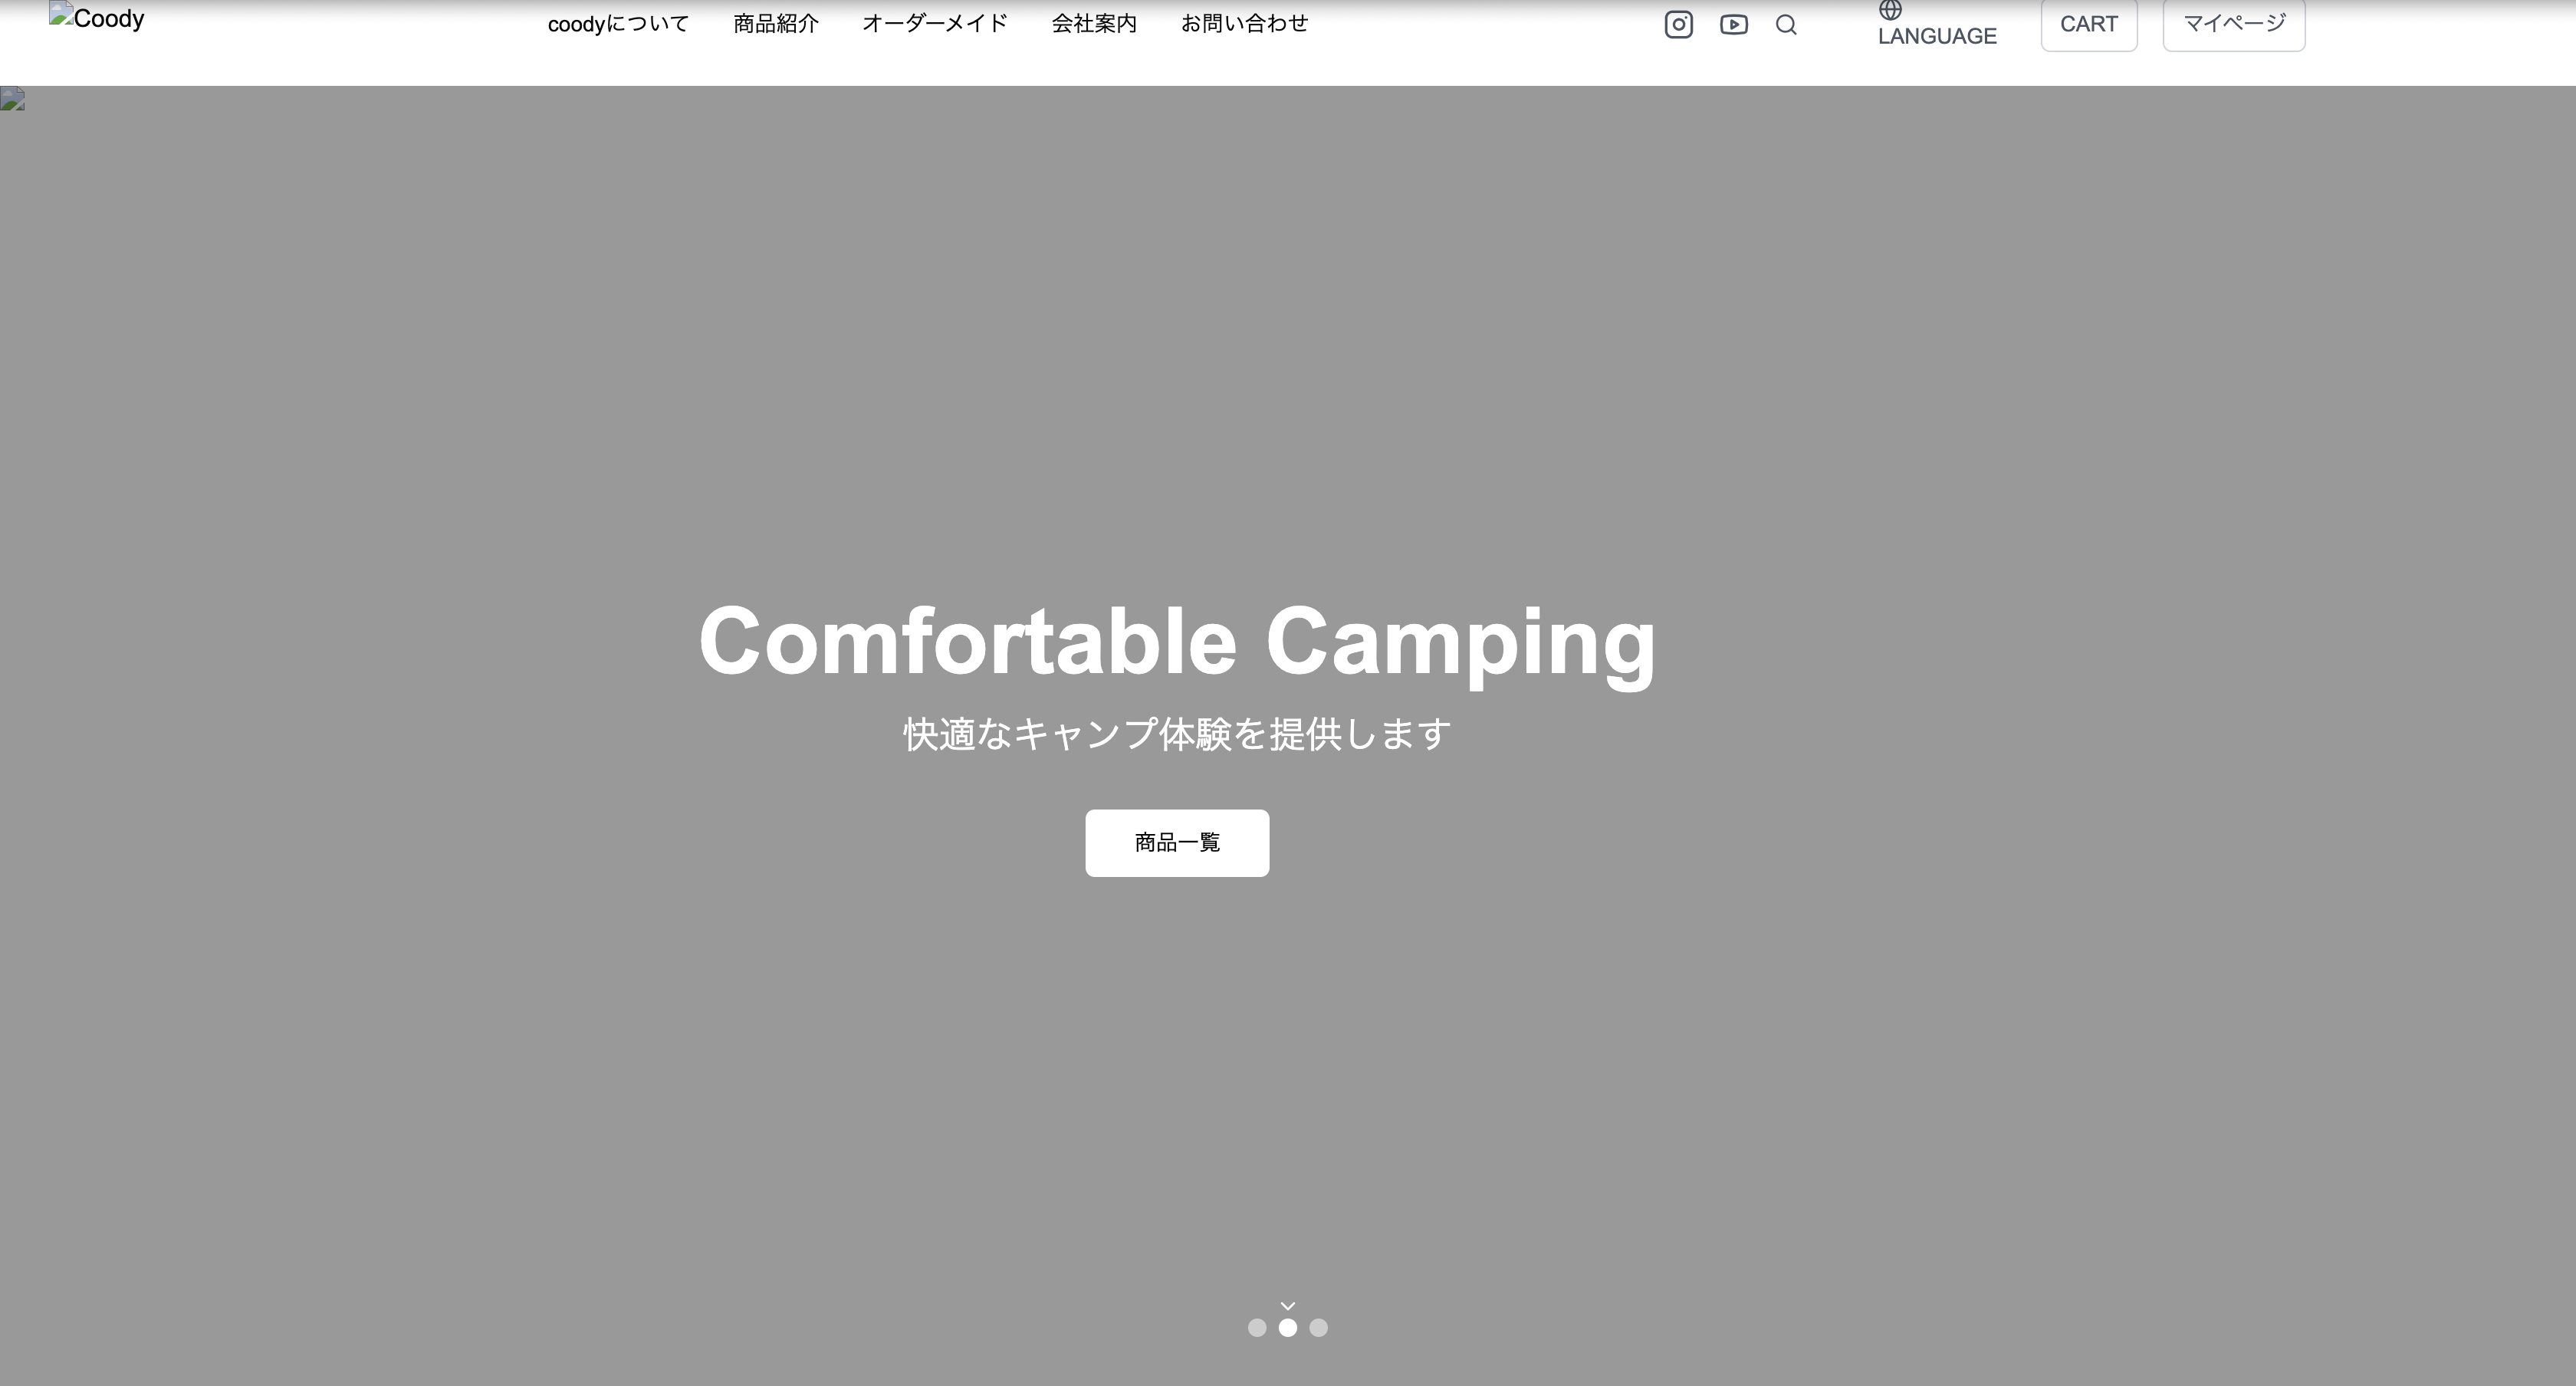 Coody
coodyについて 商品紹介 オーダーメイド 会社案内 お問い合わせ
LANGUAGE
CART
マイページ
Comfortable Camping
快適なキャンプ体験を提供します
商品一覧